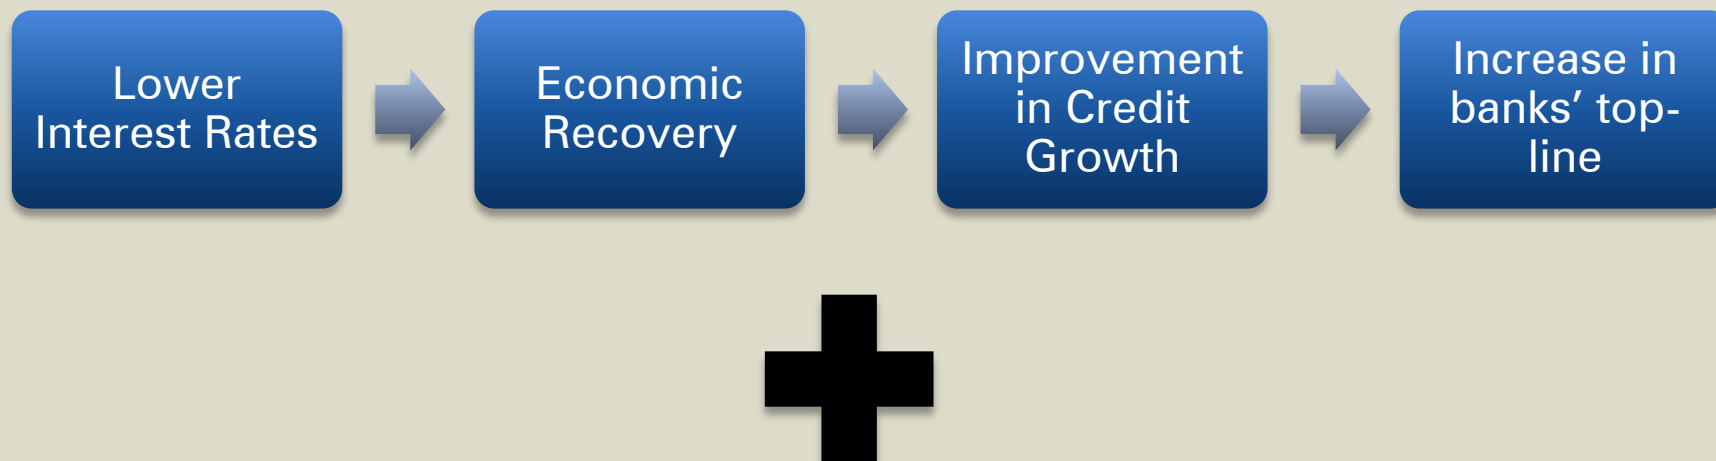 Lower
Interest Rates
Economic
Recovery
Improvement
in Credit
Growth
Increase in
banks’ top-
line